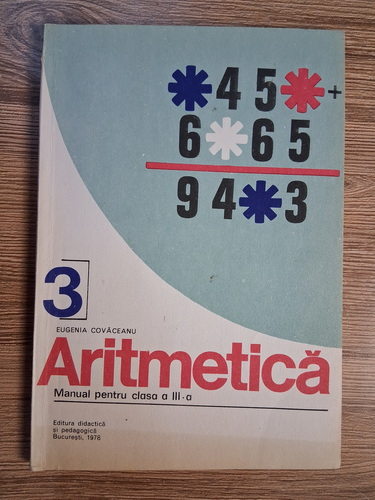 *45*+
6*65
94*3
3
EUGENIA COVĂCEANU
Aritmetică
Manual pentru clasa a III-a
Editura didactică
și pedagogică
București, 1978